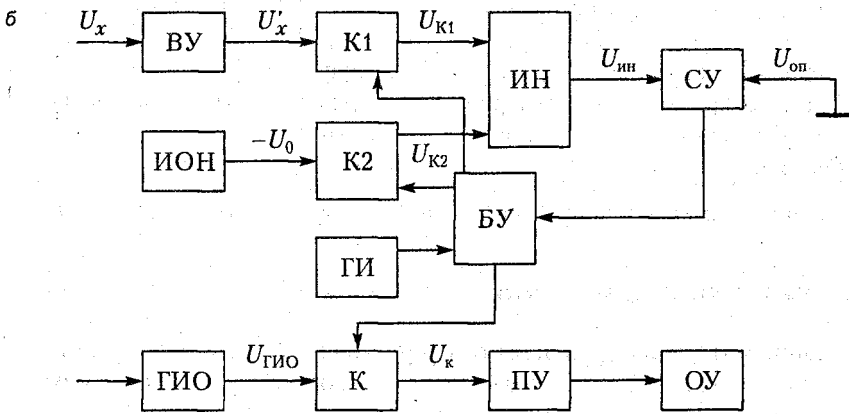 б
U_x ВУ U'_x К1 U_К1 ИН U_ин СУ U_оп
ИОН −U_0 К2 U_К2
БУ
ГИ
ГИО U_ГИО К U_к ПУ ОУ